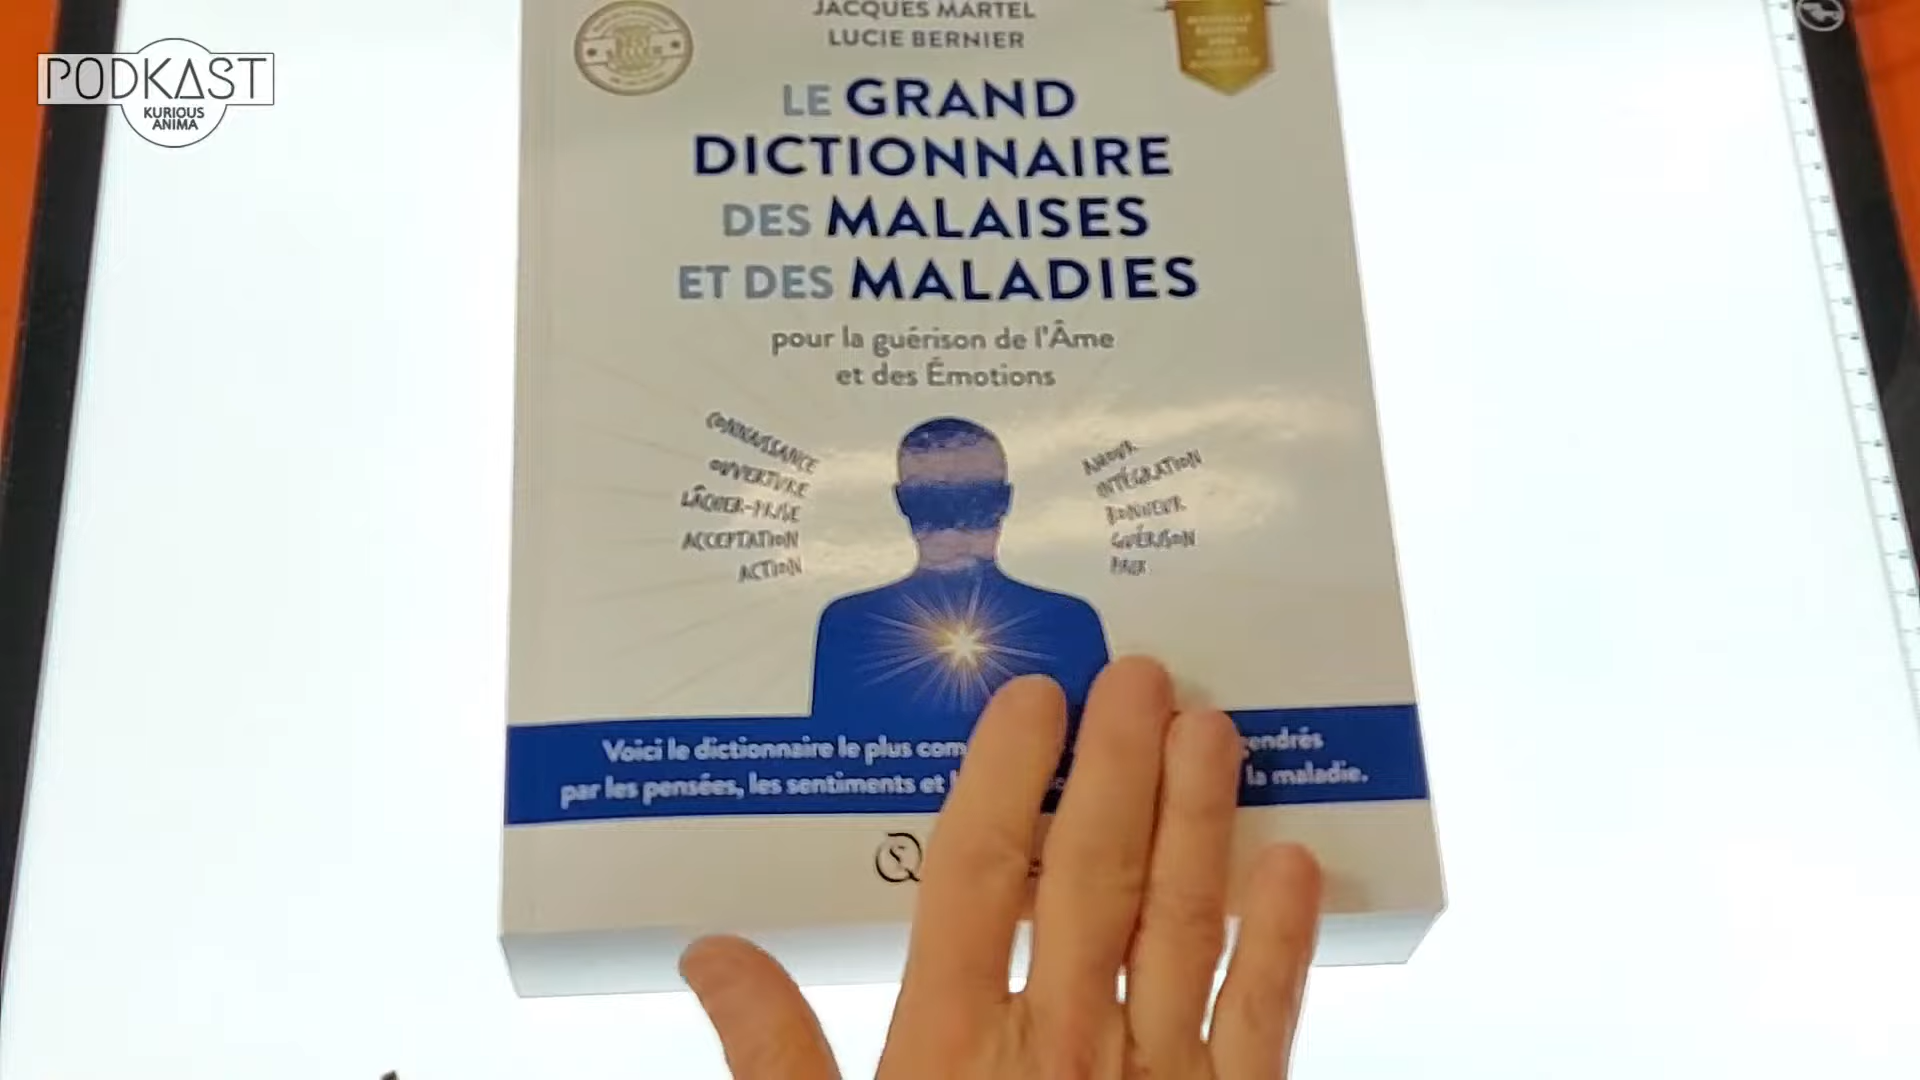 PODKAST
KURIOUS
ANIMA
JACQUES MARTEL
LUCIE BERNIER
LE GRAND
DICTIONNAIRE
DES MALAISES
ET DES MALADIES
pour la guérison de l'Âme
et des Émotions
CONNAISSANCE
OUVERTURE
LÂCHER-PRISE
ACCEPTATION
ACTION
AMOUR
INTÉGRATION
BONHEUR
GUÉRISON
PAIX
Voici le dictionnaire le plus com
par les pensées, les sentiments et la maladie.